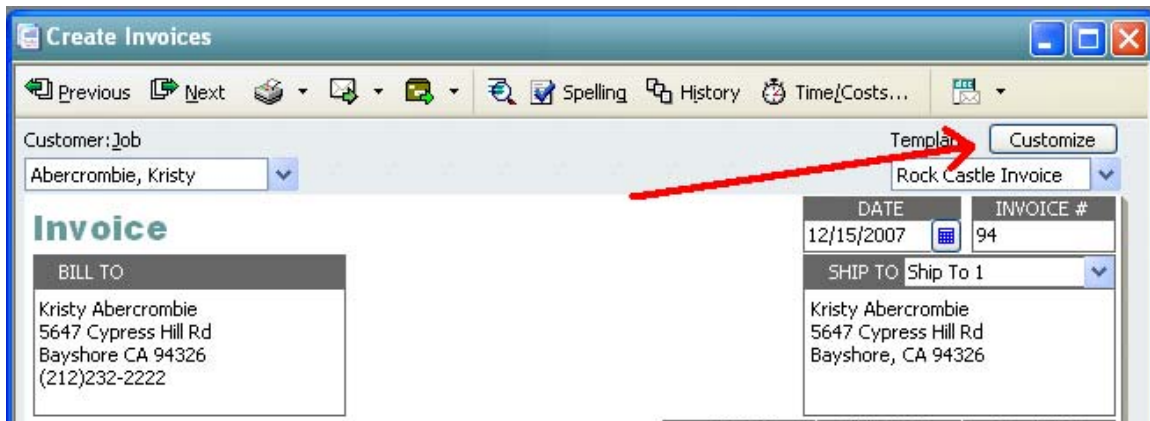 Create Invoices
Previous Next Spelling History Time/Costs...
Customer:Job Customize
Abercrombie, Kristy Rock Castle Invoice
Invoice
DATE INVOICE #
12/15/2007 94
BILL TO
SHIP TO Ship To 1
Kristy Abercrombie
5647 Cypress Hill Rd
Bayshore CA 94326
(212)232-2222
Kristy Abercrombie
5647 Cypress Hill Rd
Bayshore, CA 94326